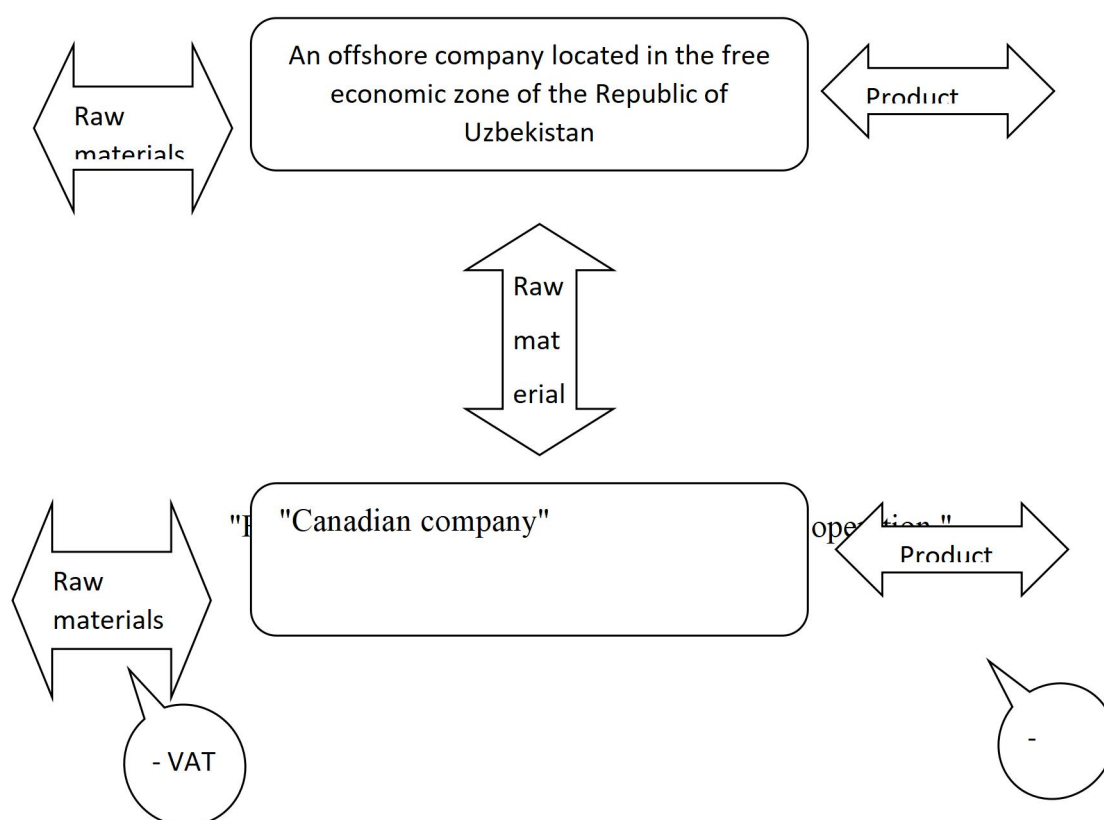 An offshore company located in the free
economic zone of the Republic of
Uzbekistan
Raw
materials
Product
Raw
mat
erial
"Canadian company"
Product
Raw
materials
- VAT
-